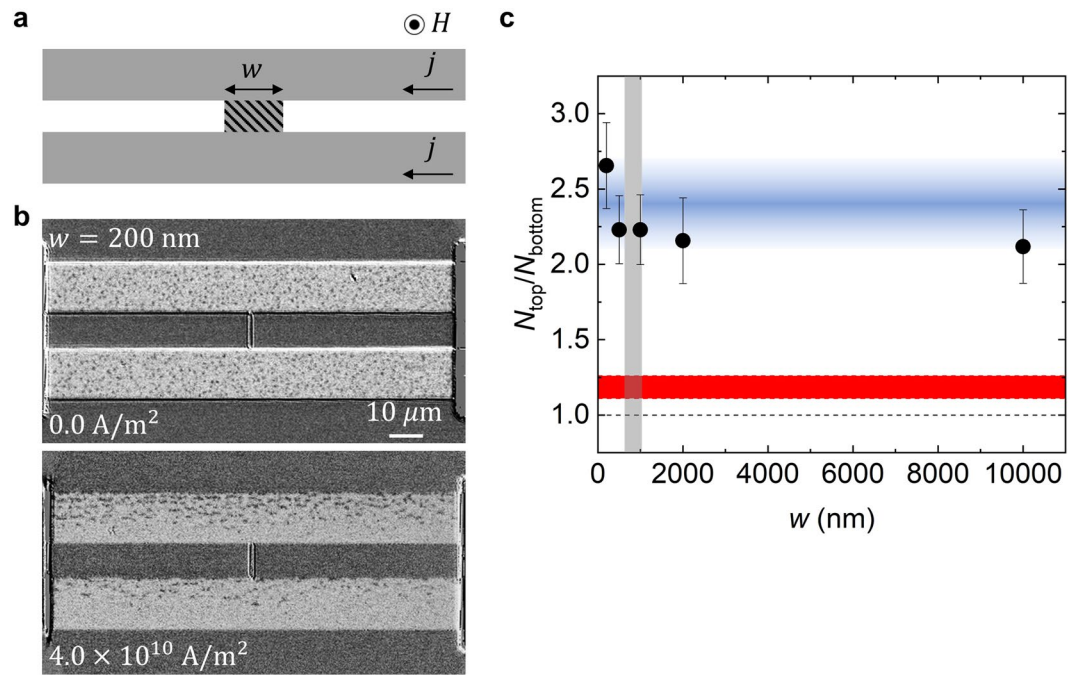 a
⊙ H
w
j
j
b
w = 200 nm
0.0 A/m²
10 μm
4.0 × 10¹⁰ A/m²
c
N_top/N_bottom
3.0
2.5
2.0
1.5
1.0
0 2000 4000 6000 8000 10000
w (nm)